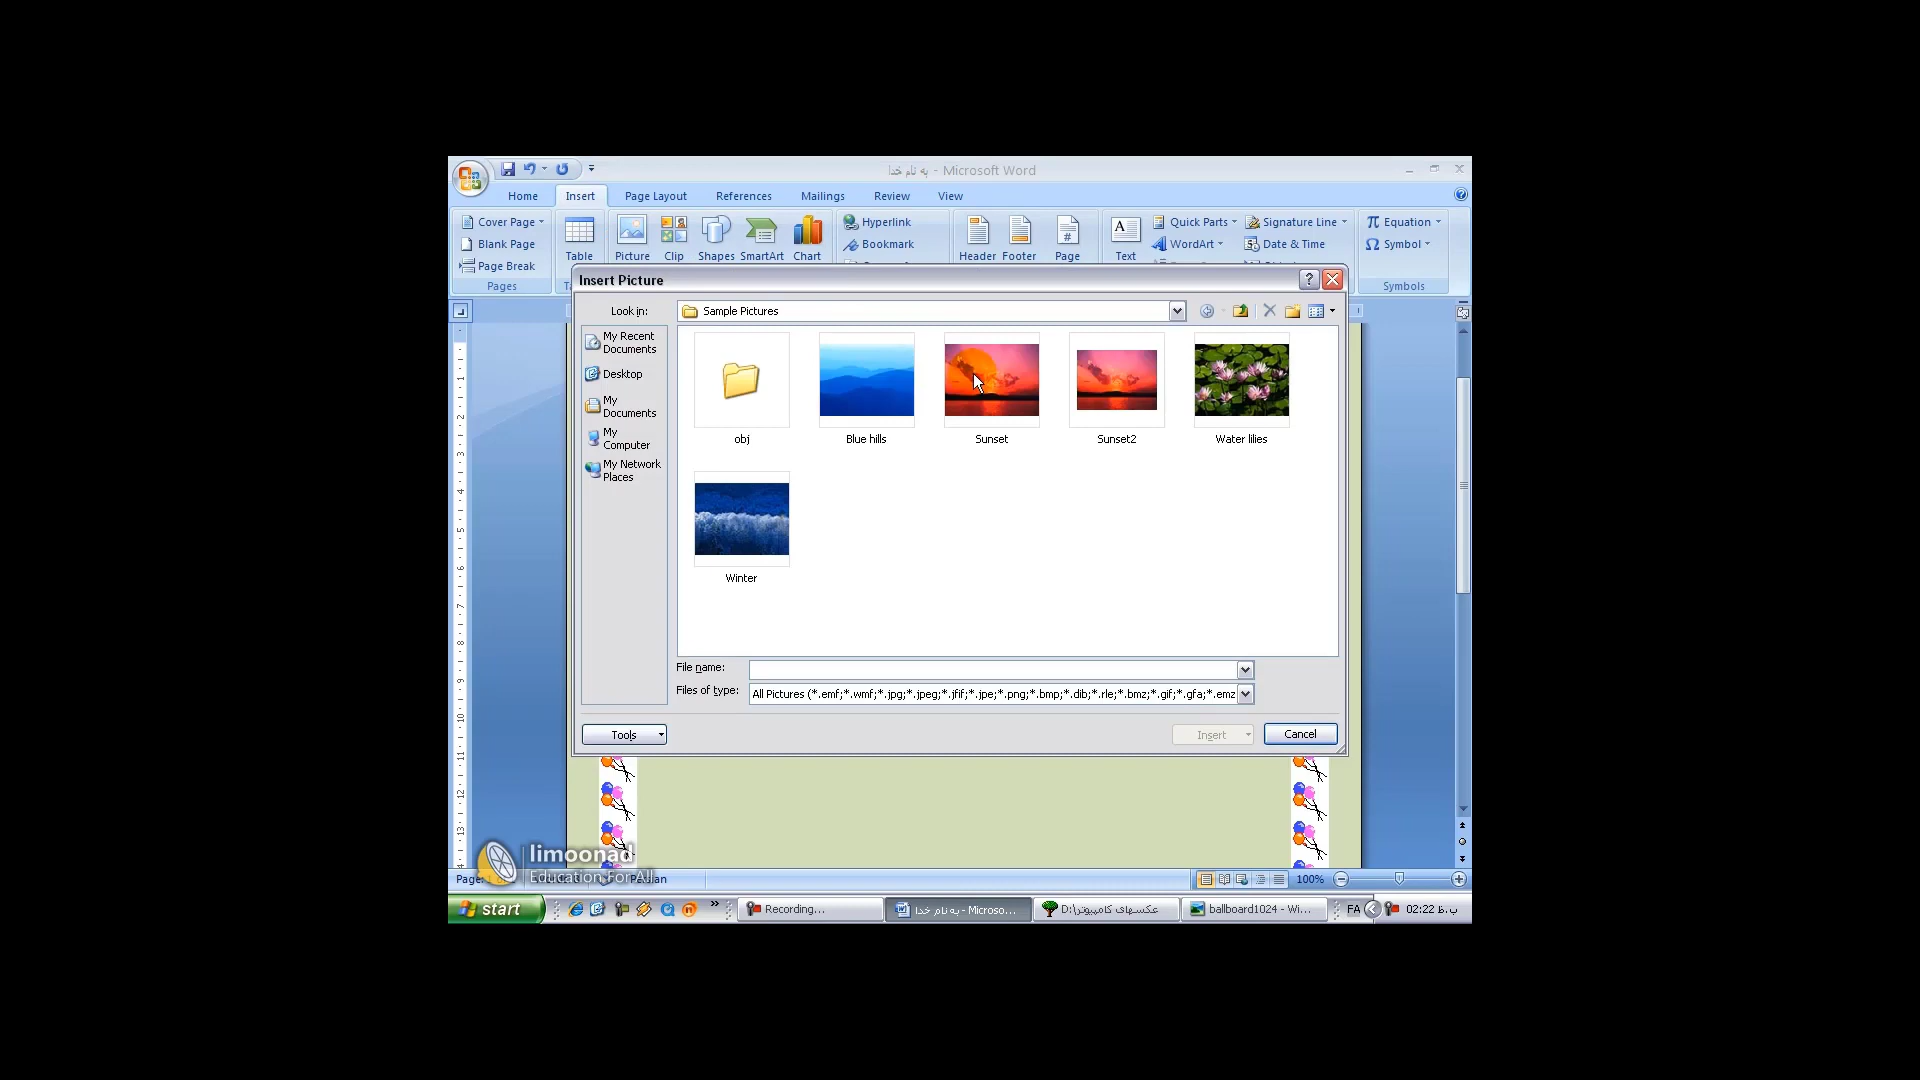 به نام خدا - Microsoft Word
Home Insert Page Layout References Mailings Review View
Cover Page
Blank Page
Page Break
Pages
Table
Picture Clip Shapes SmartArt Chart
Hyperlink
Bookmark
Header Footer Page
Text
Quick Parts Signature Line
WordArt Date & Time
π Equation
Ω Symbol
Symbols
Insert Picture
Look in: Sample Pictures
My Recent Documents
Desktop
My Documents
My Computer
My Network Places
obj Blue hills Sunset Sunset2 Water lilies
Winter
File name:
Files of type: All Pictures (*.emf;*.wmf;*.jpg;*.jpeg;*.jfif;*.jpe;*.png;*.bmp;*.dib;*.rle;*.bmz;*.gif;*.gfa;*.emz
Tools Insert Cancel
limoonad
Education For All
Page: 100%
start Recording... به نام خدا - Microso... D:\عکسهای کامپیوتر ballboard1024 - Wi... FA 02:22 ب.ظ